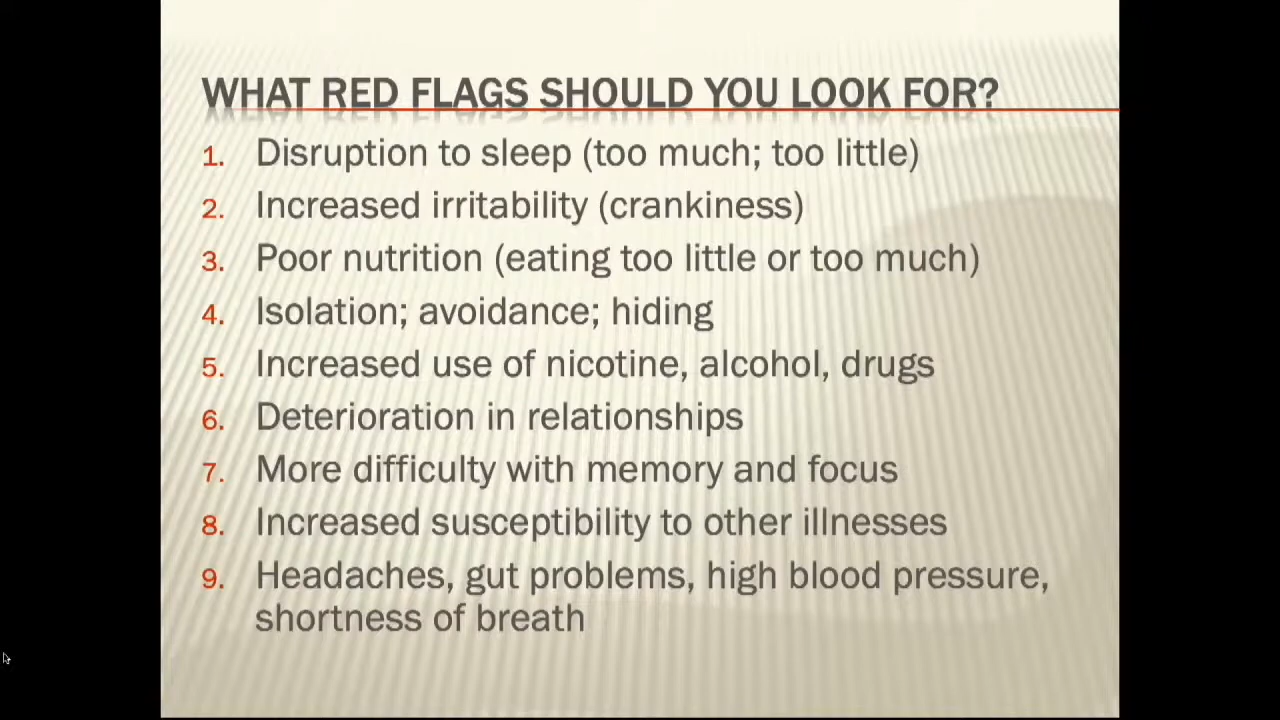 WHAT RED FLAGS SHOULD YOU LOOK FOR?
1. Disruption to sleep (too much; too little)
2. Increased irritability (crankiness)
3. Poor nutrition (eating too little or too much)
4. Isolation; avoidance; hiding
5. Increased use of nicotine, alcohol, drugs
6. Deterioration in relationships
7. More difficulty with memory and focus
8. Increased susceptibility to other illnesses
9. Headaches, gut problems, high blood pressure,
shortness of breath